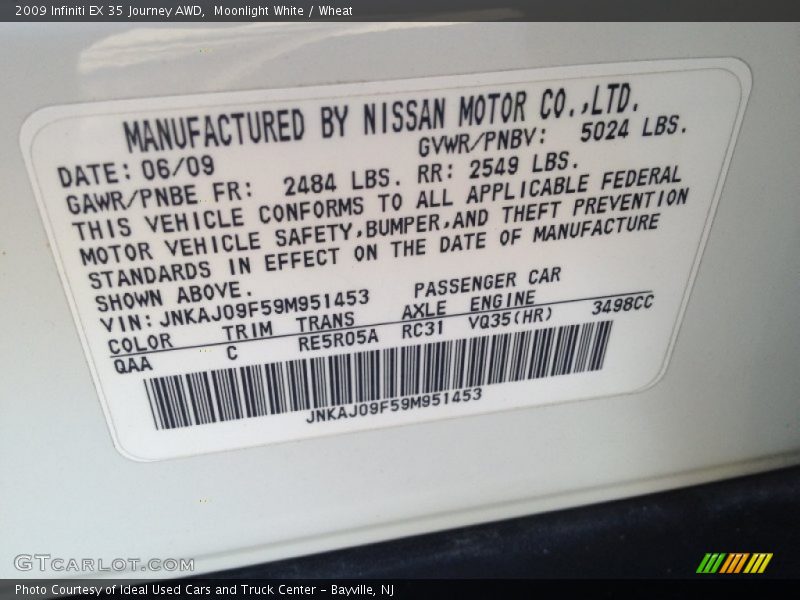 2009 Infiniti EX 35 Journey AWD,  Moonlight White / Wheat
MANUFACTURED BY NISSAN MOTOR CO.,LTD.
DATE: 06/09 GVWR/PNBV: 5024 LBS.
GAWR/PNBE FR: 2484 LBS. RR: 2549 LBS.
THIS VEHICLE CONFORMS TO ALL APPLICABLE FEDERAL
MOTOR VEHICLE SAFETY,BUMPER,AND THEFT PREVENTION
STANDARDS IN EFFECT ON THE DATE OF MANUFACTURE
SHOWN ABOVE.
VIN: JNKAJ09F59M951453 PASSENGER CAR
COLOR TRIM TRANS AXLE ENGINE
QAA C RE5R05A RC31 VQ35(HR) 3498CC
JNKAJ09F59M951453
GTCARLOT.COM
Photo Courtesy of Ideal Used Cars and Truck Center - Bayville, NJ